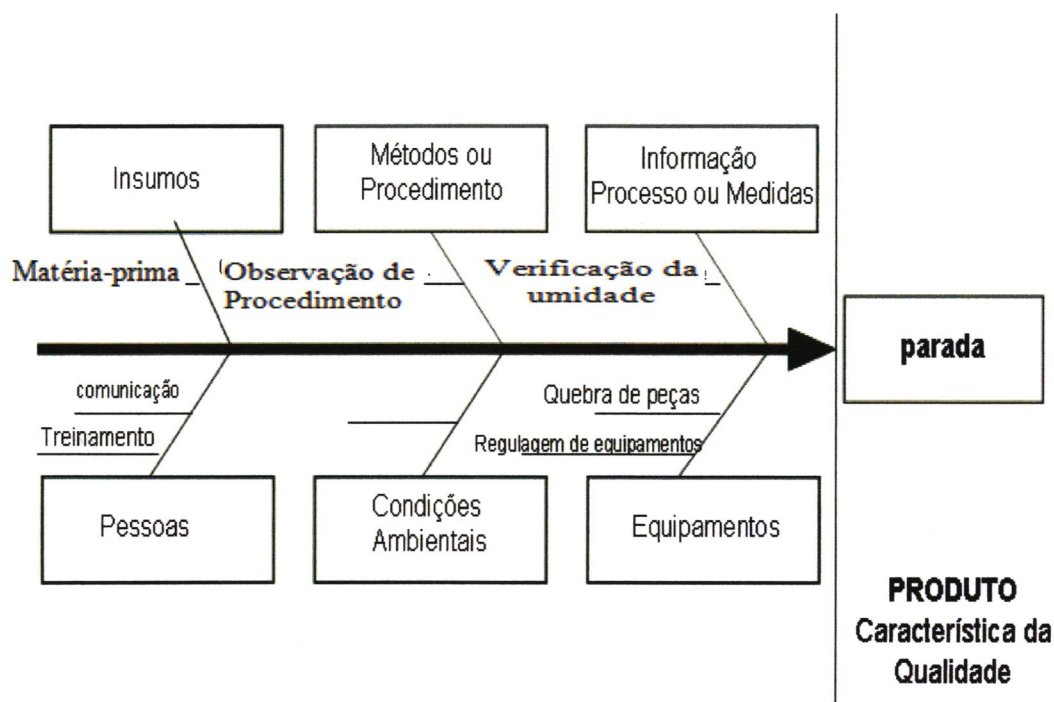 Insumos
Métodos ou
Procedimento
Informação
Processo ou Medidas
Matéria-prima
Observação de
Procedimento
Verificação da
umidade
parada
comunicação
Treinamento
Quebra de peças
Regulagem de equipamentos
Pessoas
Condições
Ambientais
Equipamentos
PRODUTO
Característica da
Qualidade